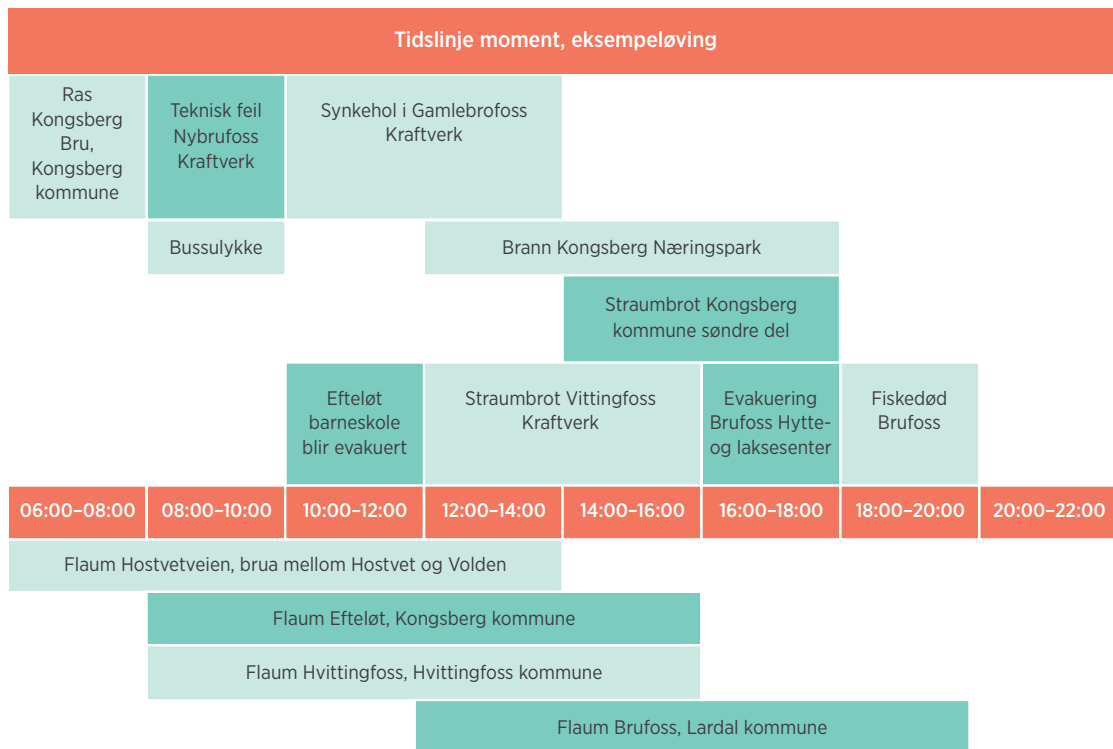 Tidslinje moment, eksempeløving
Ras
Kongsberg
Bru,
Kongsberg
kommune
Teknisk feil
Nybrufoss
Kraftverk
Synkehol i Gamlebrofoss
Kraftverk
Bussulykke
Brann Kongsberg Næringspark
Straumbrot Kongsberg
kommune søndre del
Efteløt
barneskole
blir evakuert
Straumbrot Vittingfoss
Kraftverk
Evakuering
Brufoss Hytte-
og laksesenter
Fiskedød
Brufoss
06:00–08:00
08:00–10:00
10:00–12:00
12:00–14:00
14:00–16:00
16:00–18:00
18:00–20:00
20:00–22:00
Flaum Hostvetveien, brua mellom Hostvet og Volden
Flaum Efteløt, Kongsberg kommune
Flaum Hvittingfoss, Hvittingfoss kommune
Flaum Brufoss, Lardal kommune